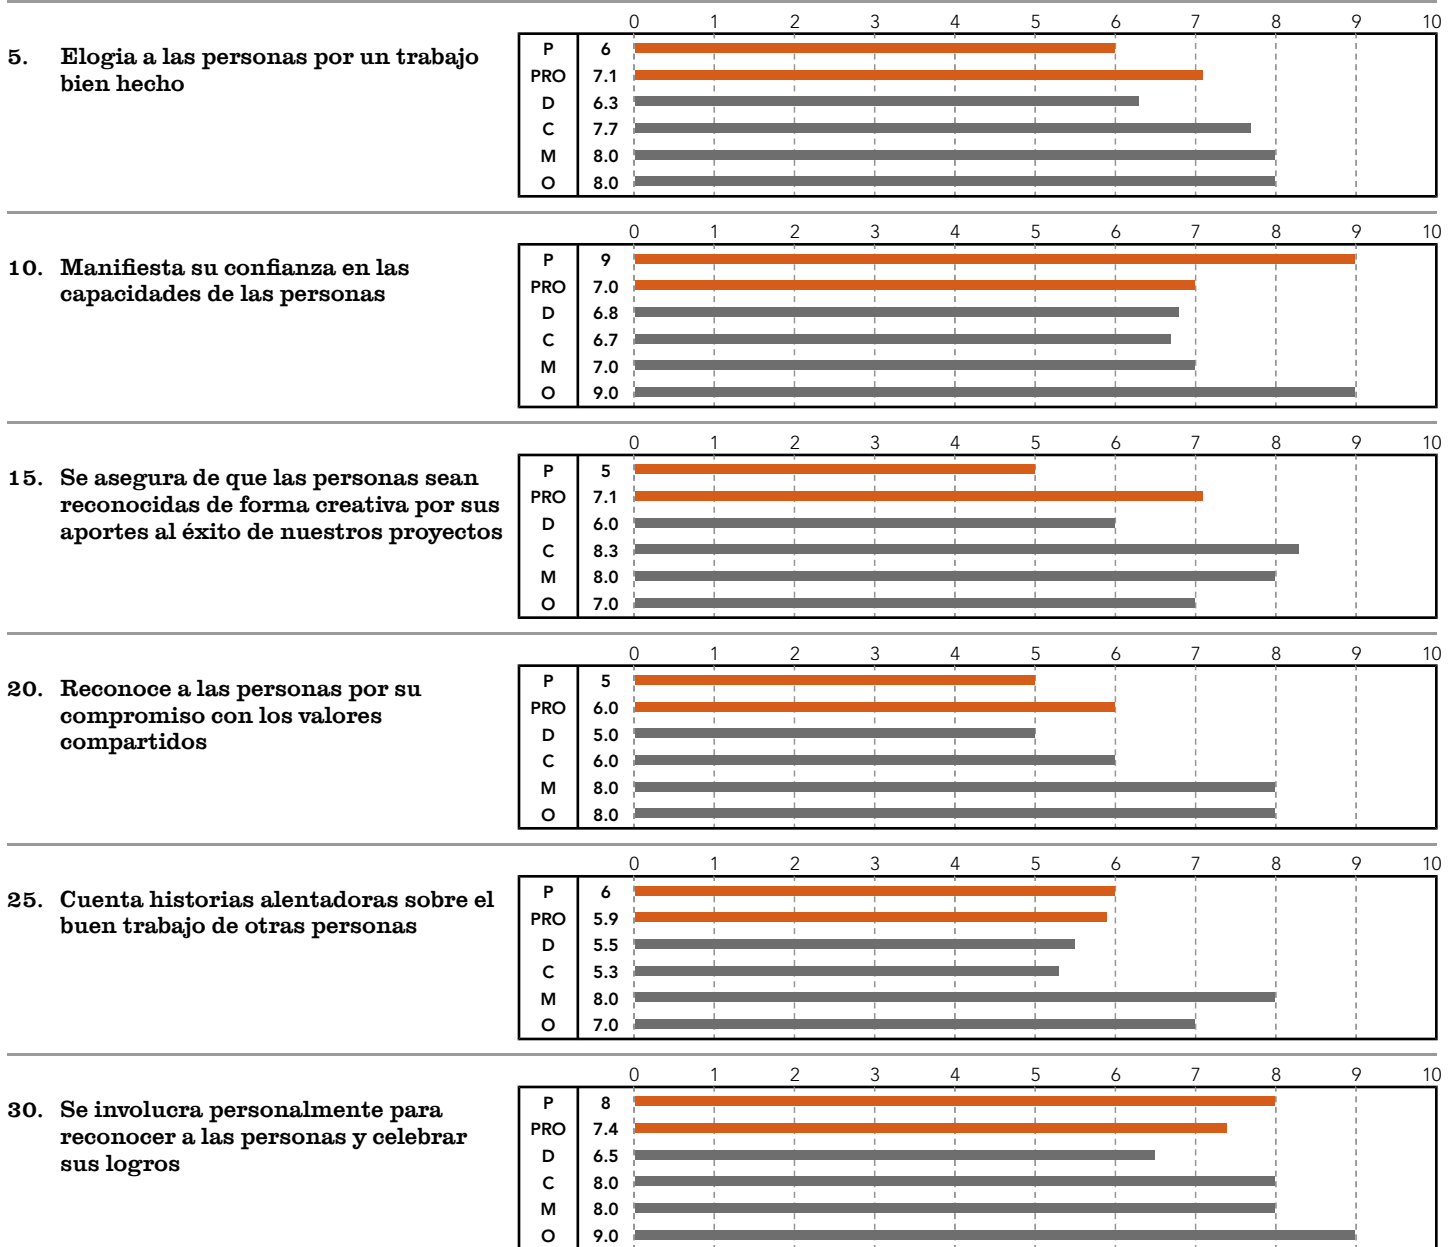 0 1 2 3 4 5 6 7 8 9 10
5. Elogia a las personas por un trabajo
bien hecho
P 6
PRO 7.1
D 6.3
C 7.7
M 8.0
O 8.0
0 1 2 3 4 5 6 7 8 9 10
10. Manifiesta su confianza en las
capacidades de las personas
P 9
PRO 7.0
D 6.8
C 6.7
M 7.0
O 9.0
0 1 2 3 4 5 6 7 8 9 10
15. Se asegura de que las personas sean
reconocidas de forma creativa por sus
aportes al éxito de nuestros proyectos
P 5
PRO 7.1
D 6.0
C 8.3
M 8.0
O 7.0
0 1 2 3 4 5 6 7 8 9 10
20. Reconoce a las personas por su
compromiso con los valores
compartidos
P 5
PRO 6.0
D 5.0
C 6.0
M 8.0
O 8.0
0 1 2 3 4 5 6 7 8 9 10
25. Cuenta historias alentadoras sobre el
buen trabajo de otras personas
P 6
PRO 5.9
D 5.5
C 5.3
M 8.0
O 7.0
0 1 2 3 4 5 6 7 8 9 10
30. Se involucra personalmente para
reconocer a las personas y celebrar
sus logros
P 8
PRO 7.4
D 6.5
C 8.0
M 8.0
O 9.0